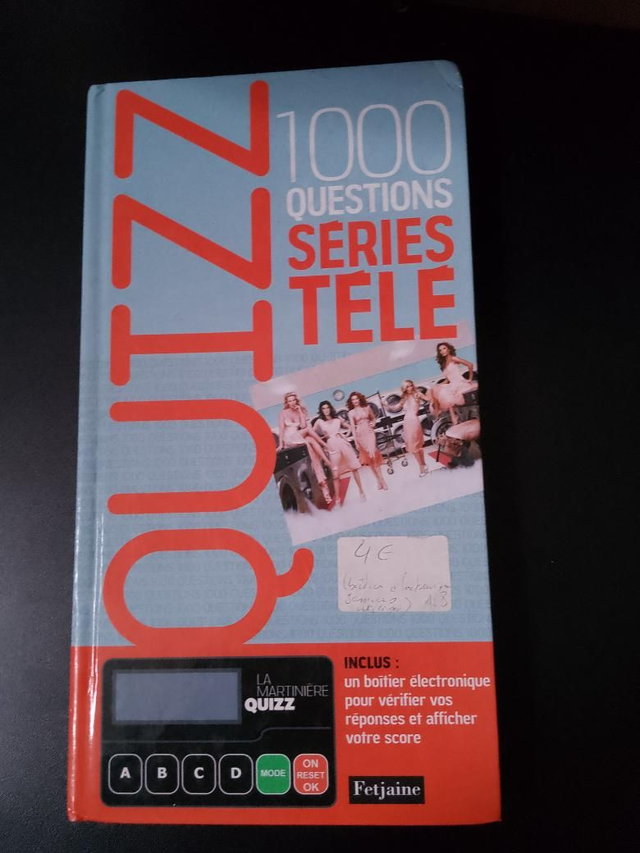 QUIZZ
1000
QUESTIONS
SÉRIES
TÉLÉ
4€
INCLUS :
un boîtier électronique
pour vérifier vos
réponses et afficher
votre score
LA
MARTINIÈRE
QUIZZ
A B C D MODE ON
RESET
OK
Fetjaine